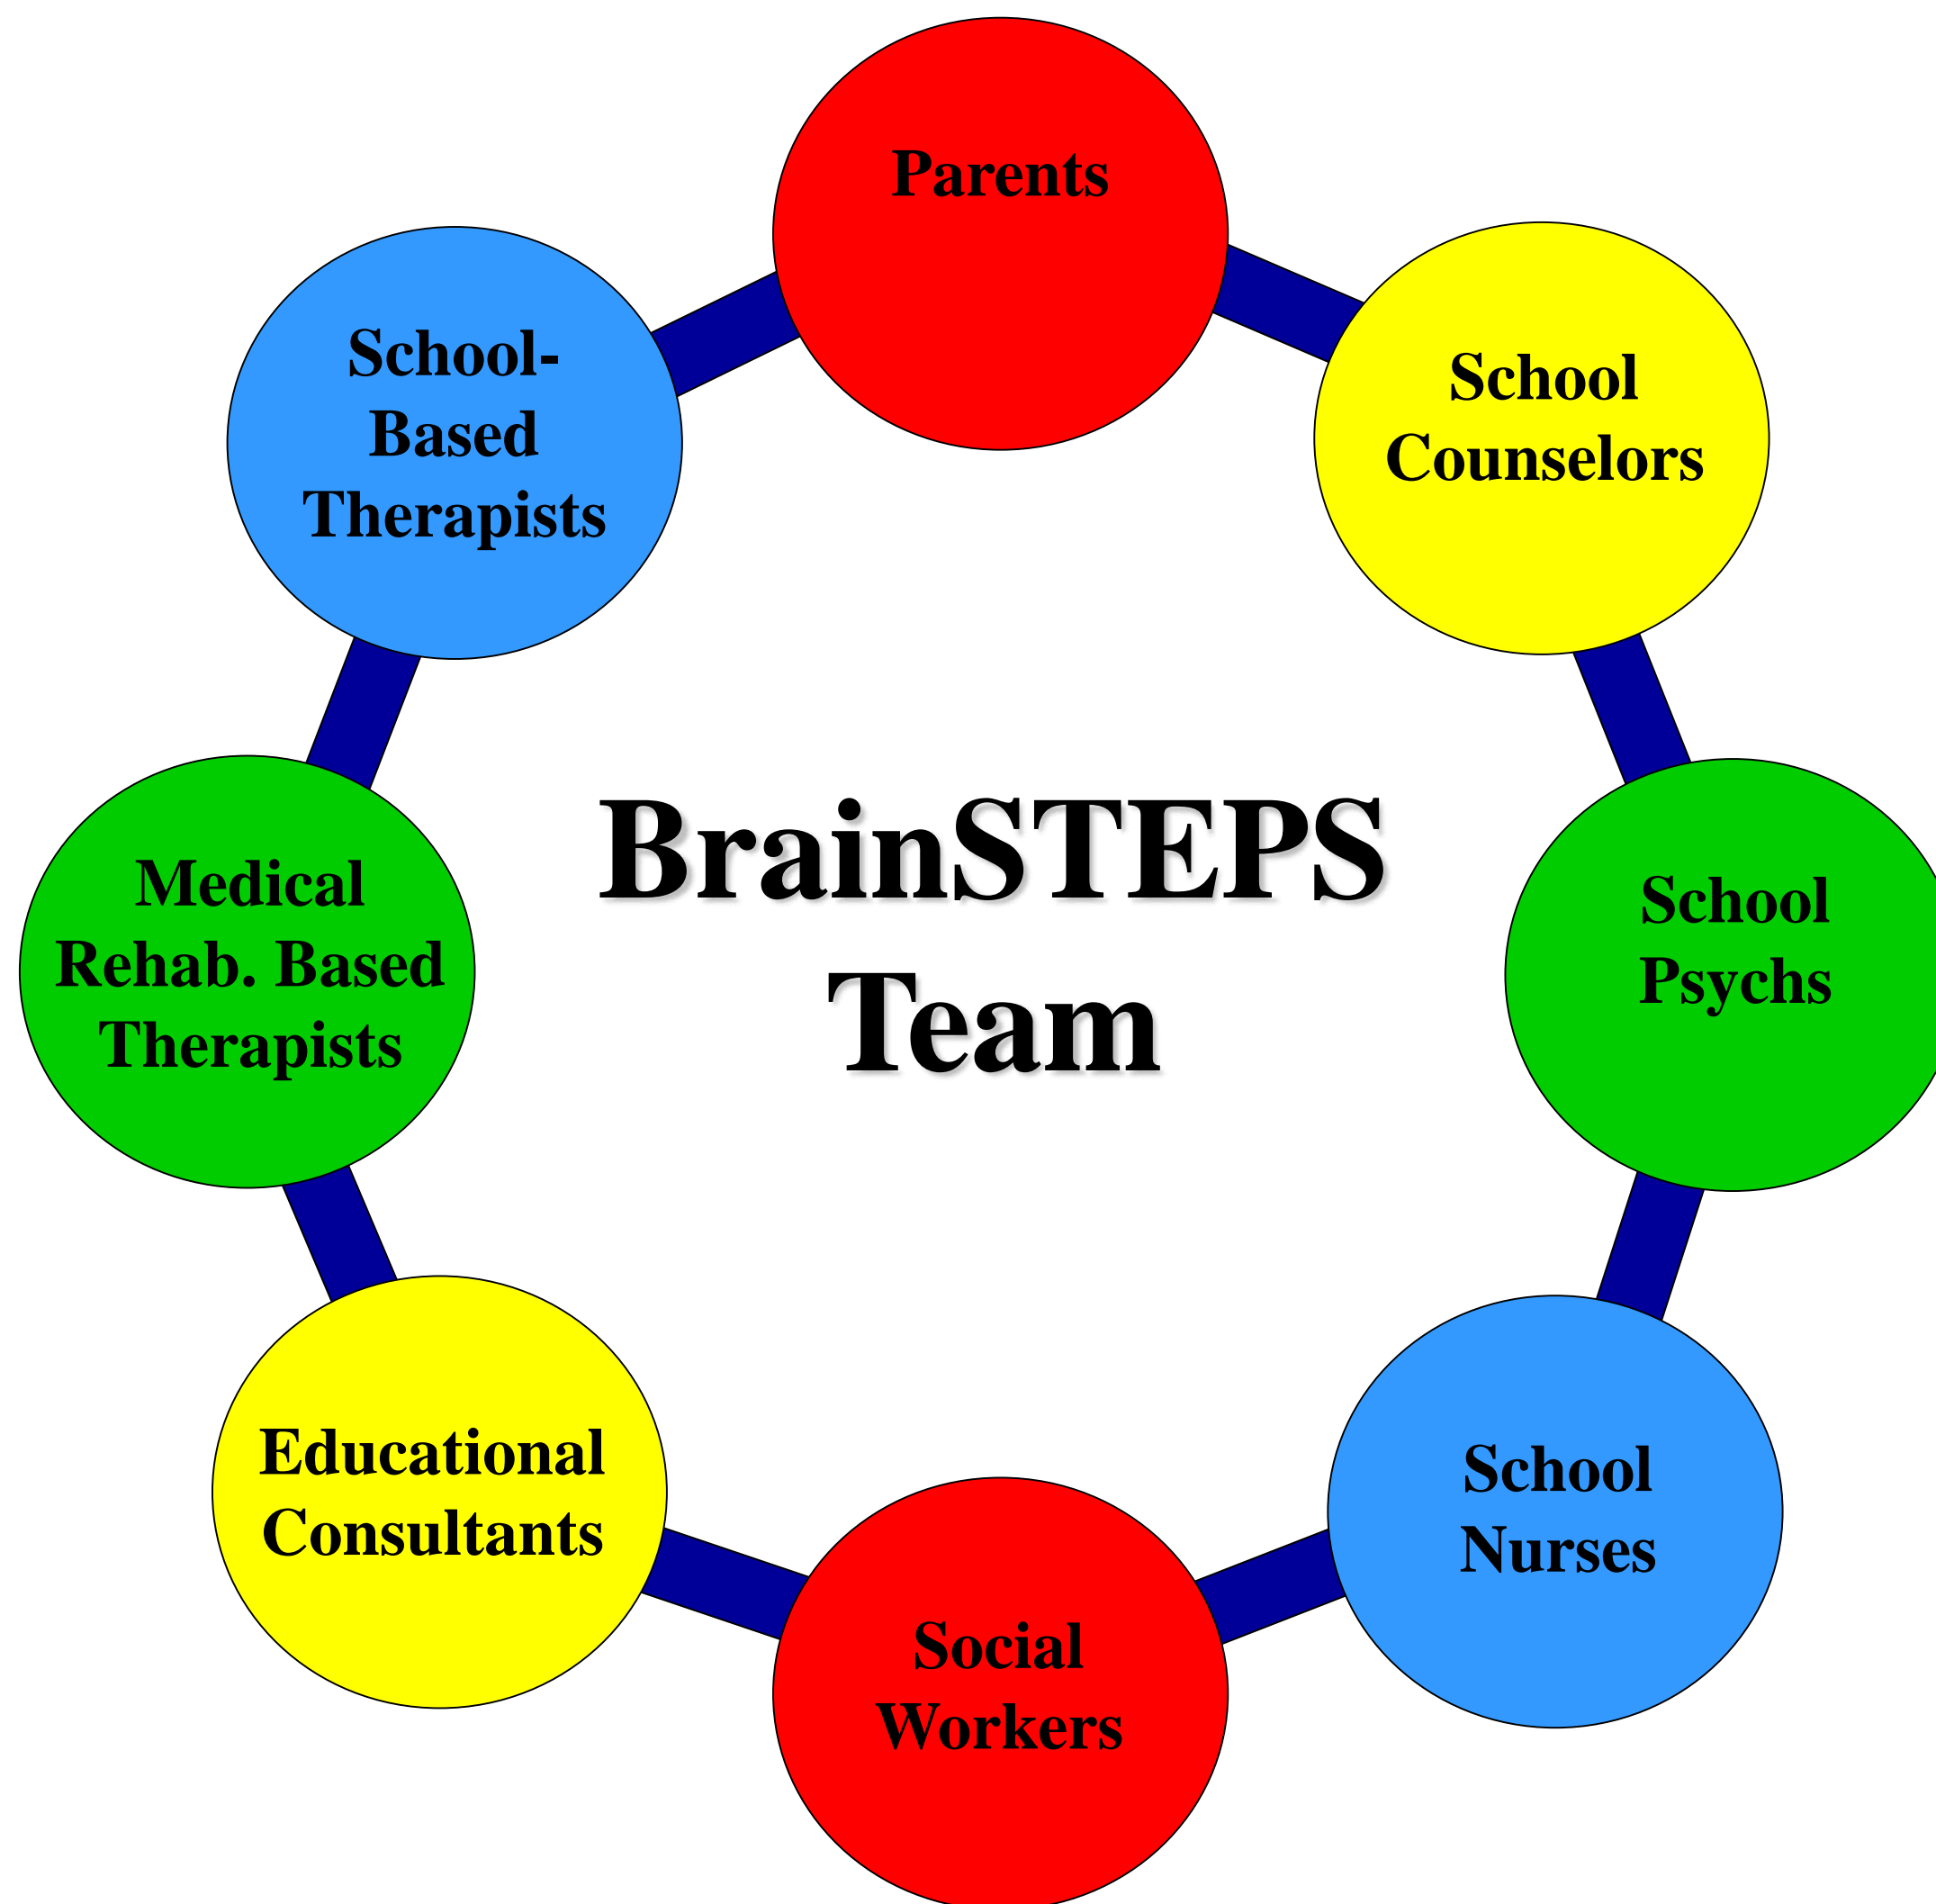 Parents
School
Counselors
School
Psychs
School
Nurses
Social
Workers
Educational
Consultants
Medical
Rehab. Based
Therapists
School-
Based
Therapists
BrainSTEPS
Team